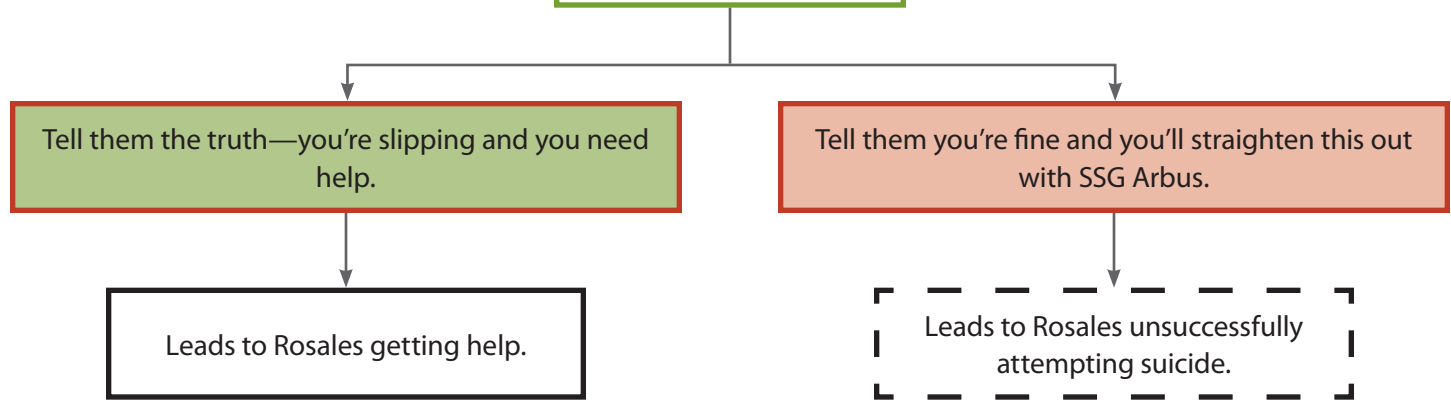 Tell them the truth—you’re slipping and you need
help.
Tell them you’re fine and you’ll straighten this out
with SSG Arbus.
Leads to Rosales getting help.
Leads to Rosales unsuccessfully
attempting suicide.